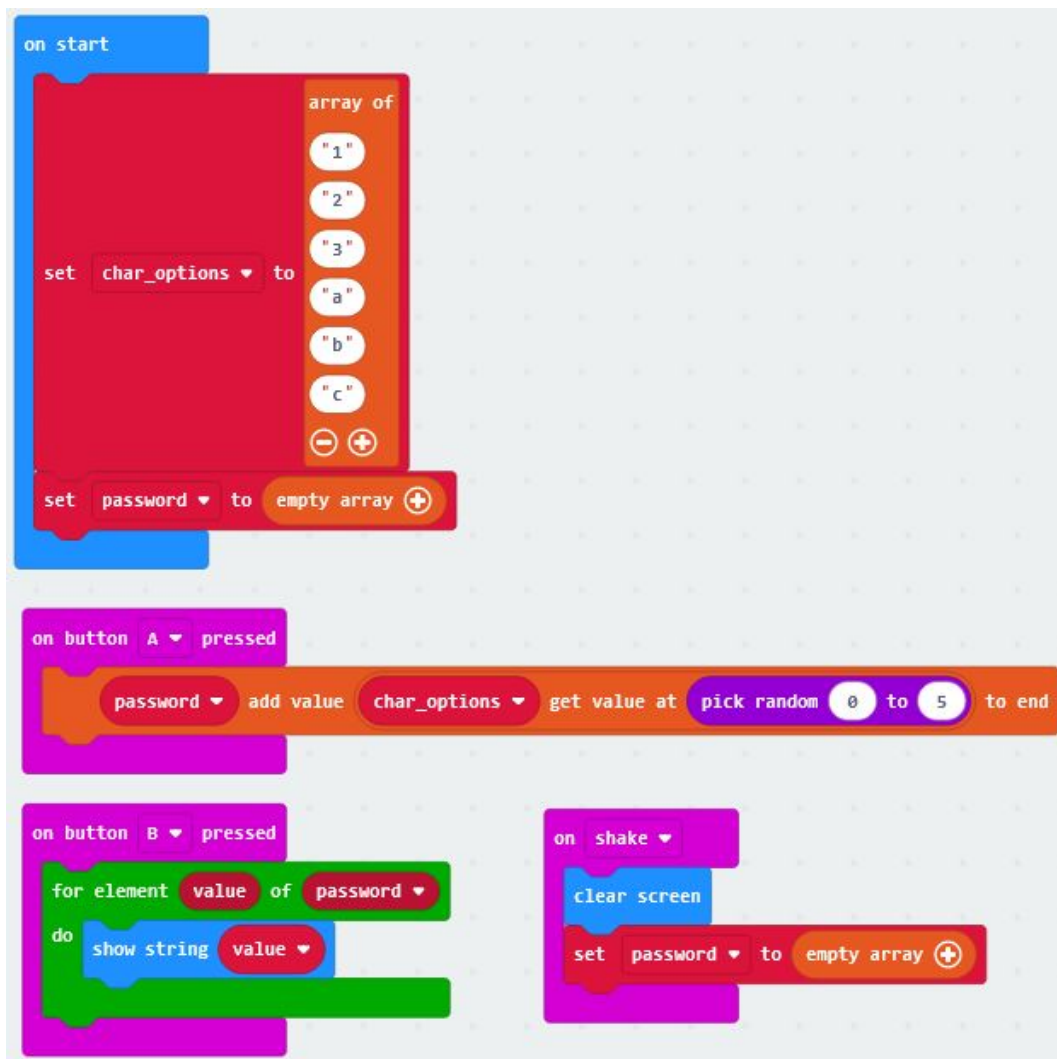 on start
array of
"1"
"2"
"3"
set char_options to
"a"
"b"
"c"
set password to empty array
on button A pressed
password add value char_options get value at pick random 0 to 5 to end
on button B pressed
for element value of password
do
show string value
on shake
clear screen
set password to empty array